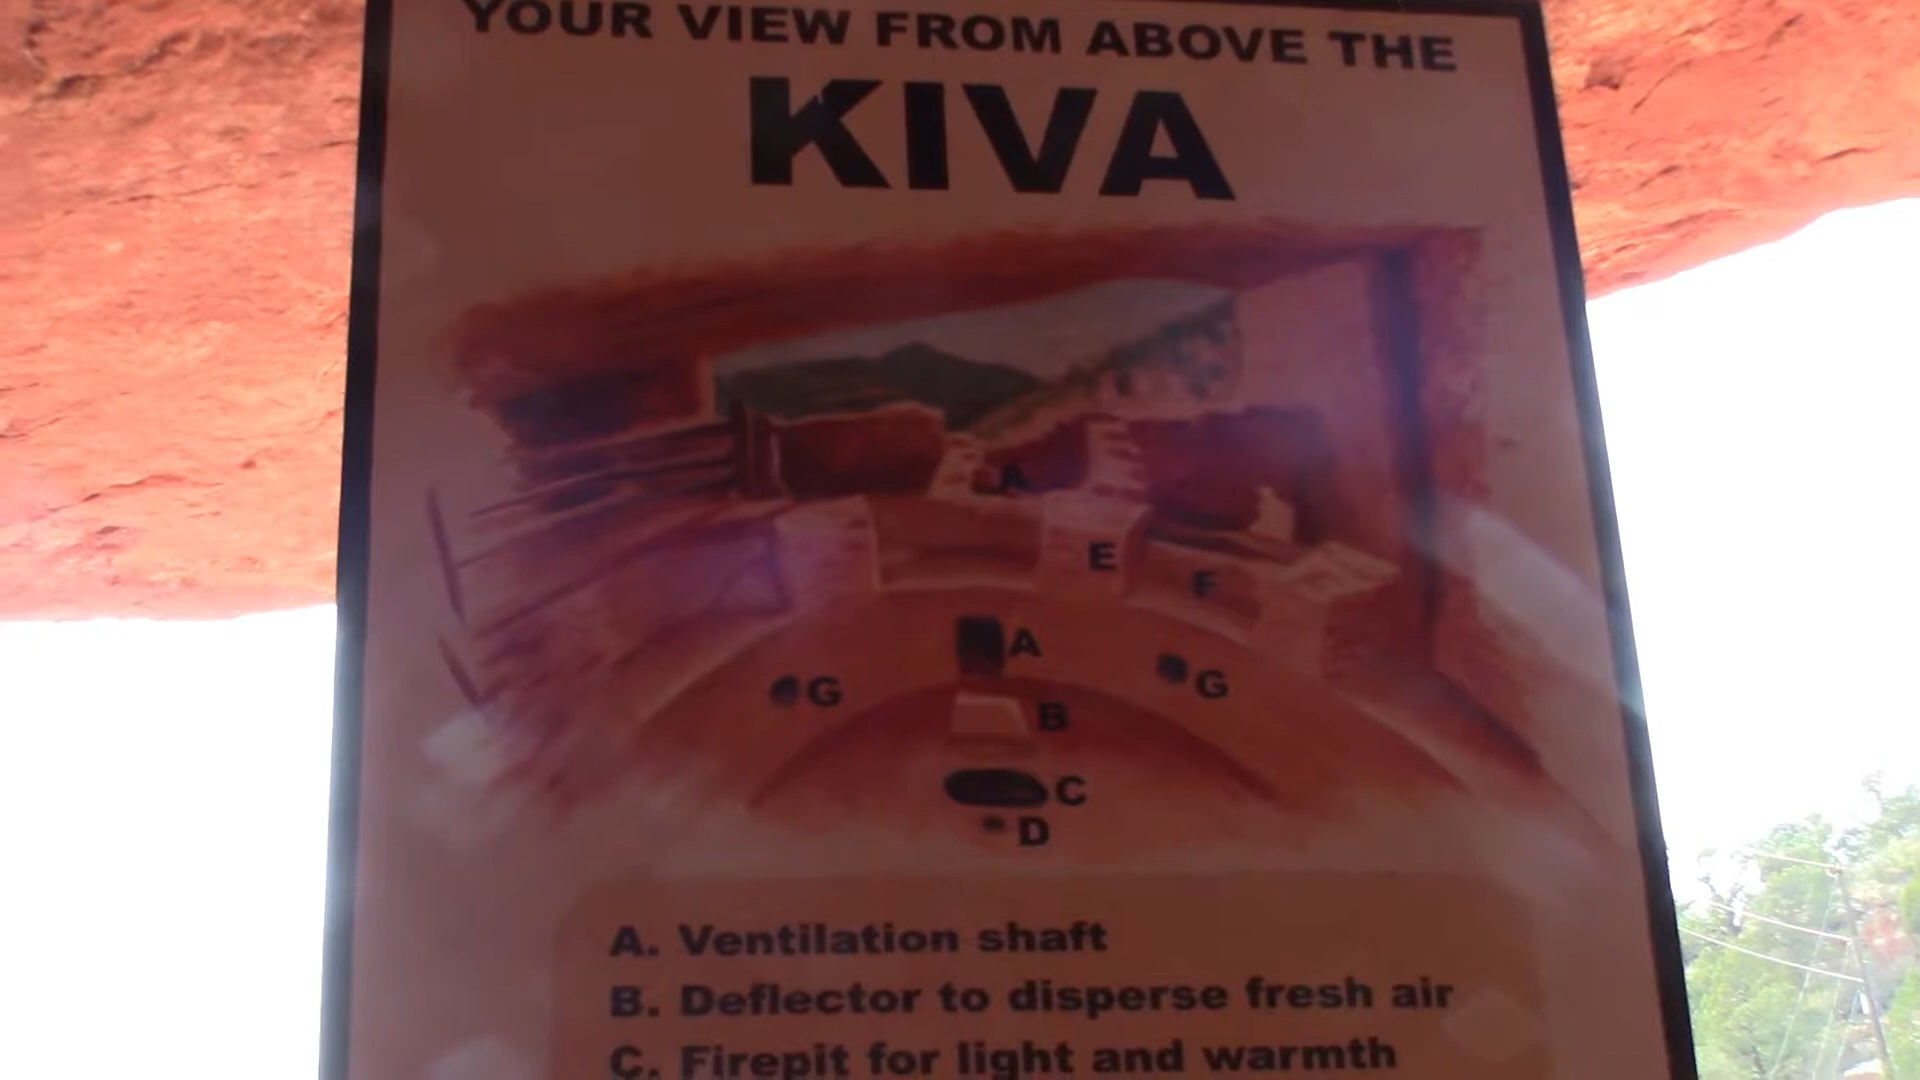 YOUR VIEW FROM ABOVE THE
KIVA
A
E
F
A
G
G
B
C
D
A. Ventilation shaft
B. Deflector to disperse fresh air
C. Firepit for light and warmth